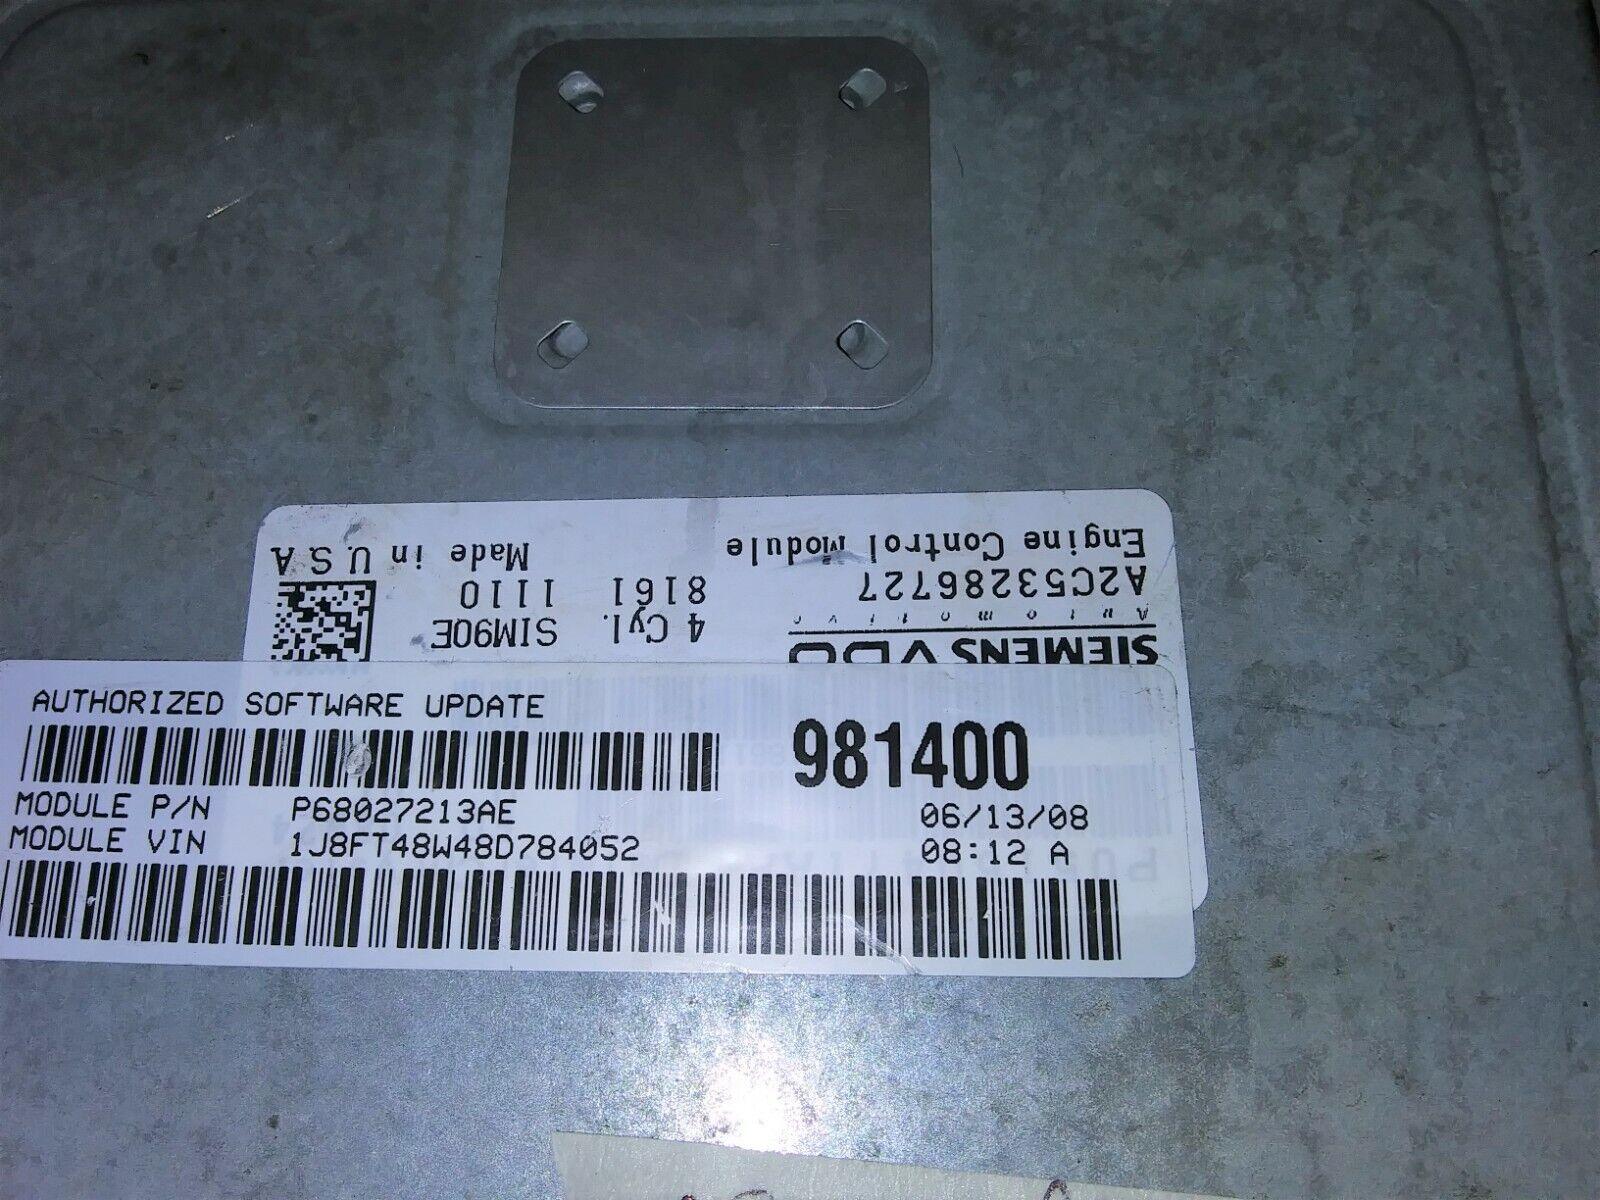 Engine Control Module Made in U.S.A
A2C53286727 8161 1110
Automotive 4 Cyl. SIM90E
SIEMENS VDO
AUTHORIZED SOFTWARE UPDATE
981400
MODULE P/N P68027213AE 06/13/08
MODULE VIN 1J8FT48W48D784052 08:12 A